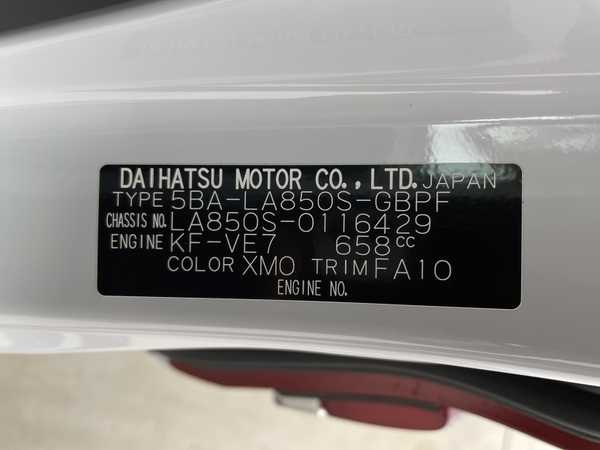 DAIHATSU MOTOR CO., LTD. JAPAN
TYPE 5BA-LA850S-GBPF
CHASSIS NO. LA850S-0116429
ENGINE KF-VE7 658cc
COLOR XM0 TRIM FA10
ENGINE NO.